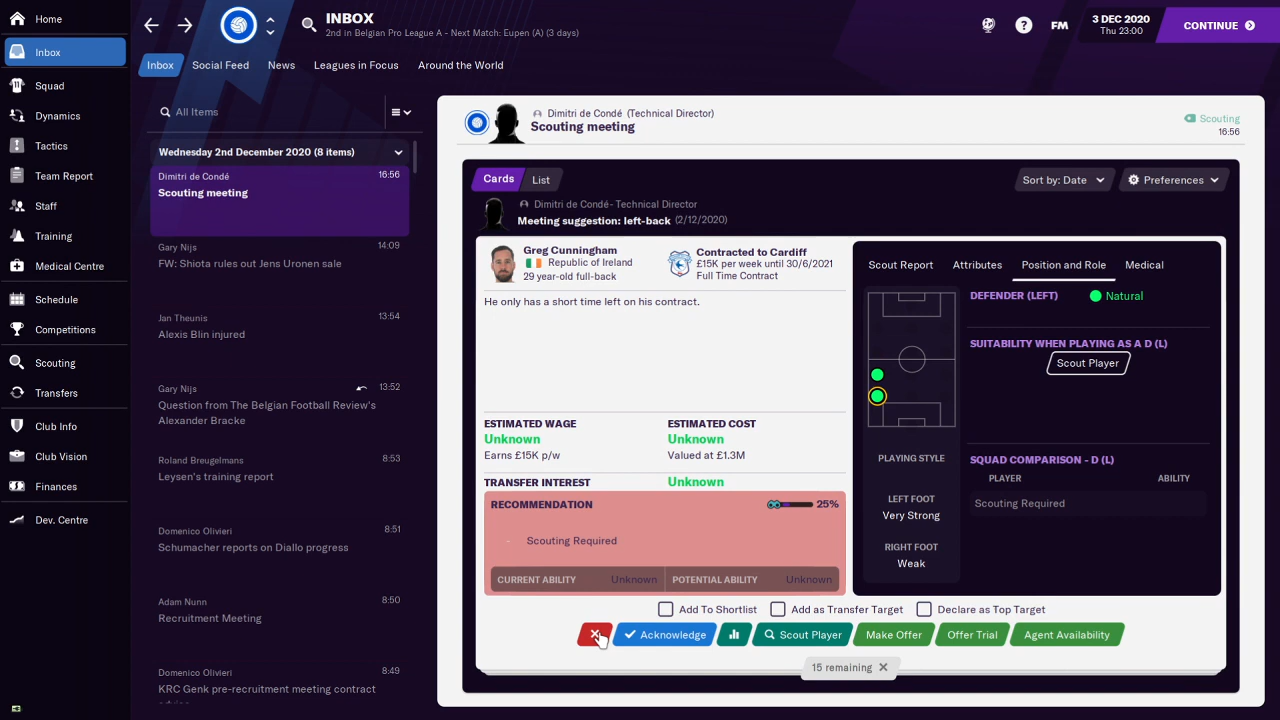 Home
Inbox
Squad
Dynamics
Tactics
Team Report
Staff
Training
Medical Centre
Schedule
Competitions
Scouting
Transfers
Club Info
Club Vision
Finances
Dev. Centre
INBOX
2nd in Belgian Pro League A - Next Match: Eupen (A) (3 days)
FM
3 DEC 2020
Thu 23:00
CONTINUE
Inbox
Social Feed
News
Leagues in Focus
Around the World
All Items
Wednesday 2nd December 2020 (8 items)
Dimitri de Condé 16:56
Scouting meeting
Gary Nijs 14:09
FW: Shiota rules out Jens Uronen sale
Jan Theunis 13:54
Alexis Blin injured
Gary Nijs 13:52
Question from The Belgian Football Review's
Alexander Bracke
Roland Breugelmans 8:53
Leysen's training report
Domenico Olivieri 8:51
Schumacher reports on Diallo progress
Adam Nunn 8:50
Recruitment Meeting
Domenico Olivieri 8:49
KRC Genk pre-recruitment meeting contract
Dimitri de Condé (Technical Director)
Scouting meeting
Scouting
16:56
Cards
List
Sort by: Date
Preferences
Dimitri de Condé - Technical Director
Meeting suggestion: left-back (2/12/2020)
Greg Cunningham
Republic of Ireland
29 year-old full-back
Contracted to Cardiff
£15K per week until 30/6/2021
Full Time Contract
He only has a short time left on his contract.
ESTIMATED WAGE
Unknown
Earns £15K p/w
ESTIMATED COST
Unknown
Valued at £1.3M
TRANSFER INTEREST Unknown
RECOMMENDATION 25%
- Scouting Required
CURRENT ABILITY Unknown POTENTIAL ABILITY Unknown
Scout Report
Attributes
Position and Role
Medical
DEFENDER (LEFT) Natural
SUITABILITY WHEN PLAYING AS A D (L)
Scout Player
PLAYING STYLE
LEFT FOOT
Very Strong
RIGHT FOOT
Weak
SQUAD COMPARISON - D (L)
PLAYER ABILITY
Scouting Required
Add To Shortlist
Add as Transfer Target
Declare as Top Target
Acknowledge
Scout Player
Make Offer
Offer Trial
Agent Availability
15 remaining